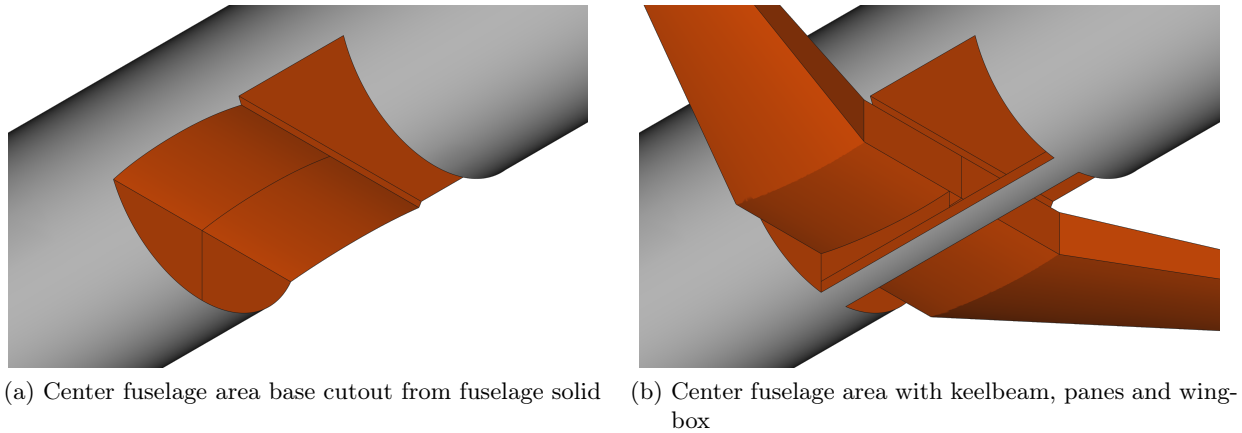 (a) Center fuselage area base cutout from fuselage solid
(b) Center fuselage area with keelbeam, panes and wing-
box